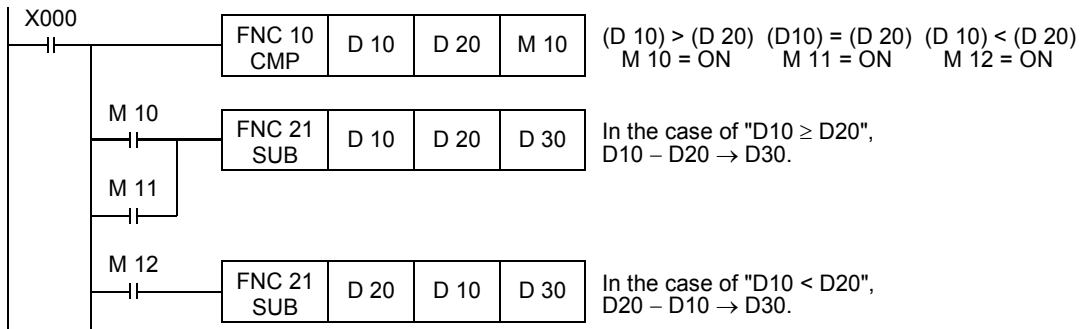 X000
FNC 10
CMP
D 10
D 20
M 10
(D 10) > (D 20) (D10) = (D 20) (D 10) < (D 20)
M 10 = ON M 11 = ON M 12 = ON
M 10
FNC 21
SUB
D 10
D 20
D 30
In the case of "D10 ≥ D20",
D10 − D20 → D30.
M 11
M 12
FNC 21
SUB
D 20
D 10
D 30
In the case of "D10 < D20",
D20 − D10 → D30.